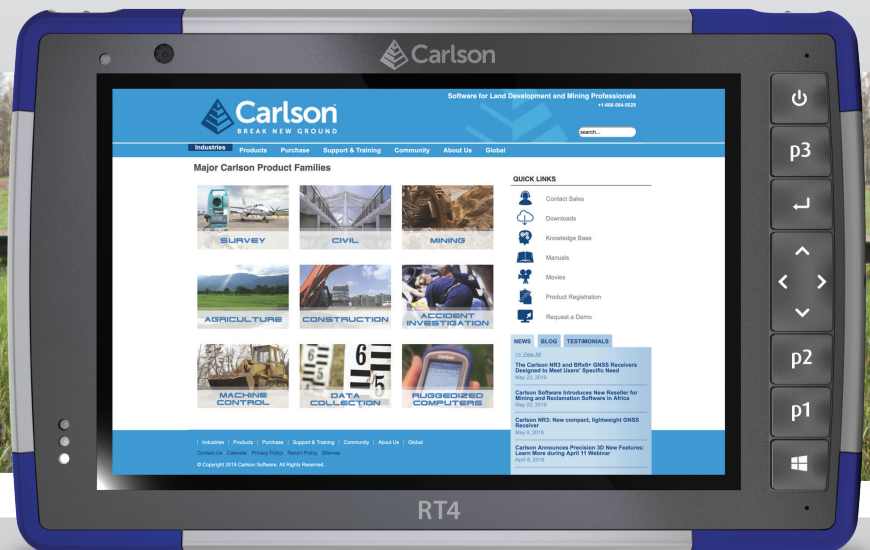 Carlson
Software for Land Development and Mining Professionals
+1-606-564-5028
Carlson
BREAK NEW GROUND
search...
Industries Products Purchase Support & Training Community About Us Global
Major Carlson Product Families
SURVEY CIVIL MINING
AGRICULTURE CONSTRUCTION ACCIDENT INVESTIGATION
MACHINE CONTROL DATA COLLECTION RUGGEDIZED COMPUTERS
6 6
5 5
QUICK LINKS
Contact Sales
Downloads
Knowledge Base
Manuals
Movies
Product Registration
Request a Demo
NEWS BLOG TESTIMONIALS
>> View All
The Carlson NR3 and BRx6+ GNSS Receivers
Designed to Meet Users' Specific Need
May 22, 2019
Carlson Software Introduces New Reseller for
Mining and Reclamation Software in Africa
May 22, 2019
Carlson NR3: New compact, lightweight GNSS
Receiver
May 9, 2019
Carlson Announces Precision 3D New Features:
Learn More during April 11 Webinar
April 8, 2019
| Industries | Products | Purchase | Support & Training | Community | About Us | Global
Contact Us Calendar Privacy Policy Return Policy Sitemap
© Copyright 2019 Carlson Software. All Rights Reserved.
p3
p2
p1
RT4